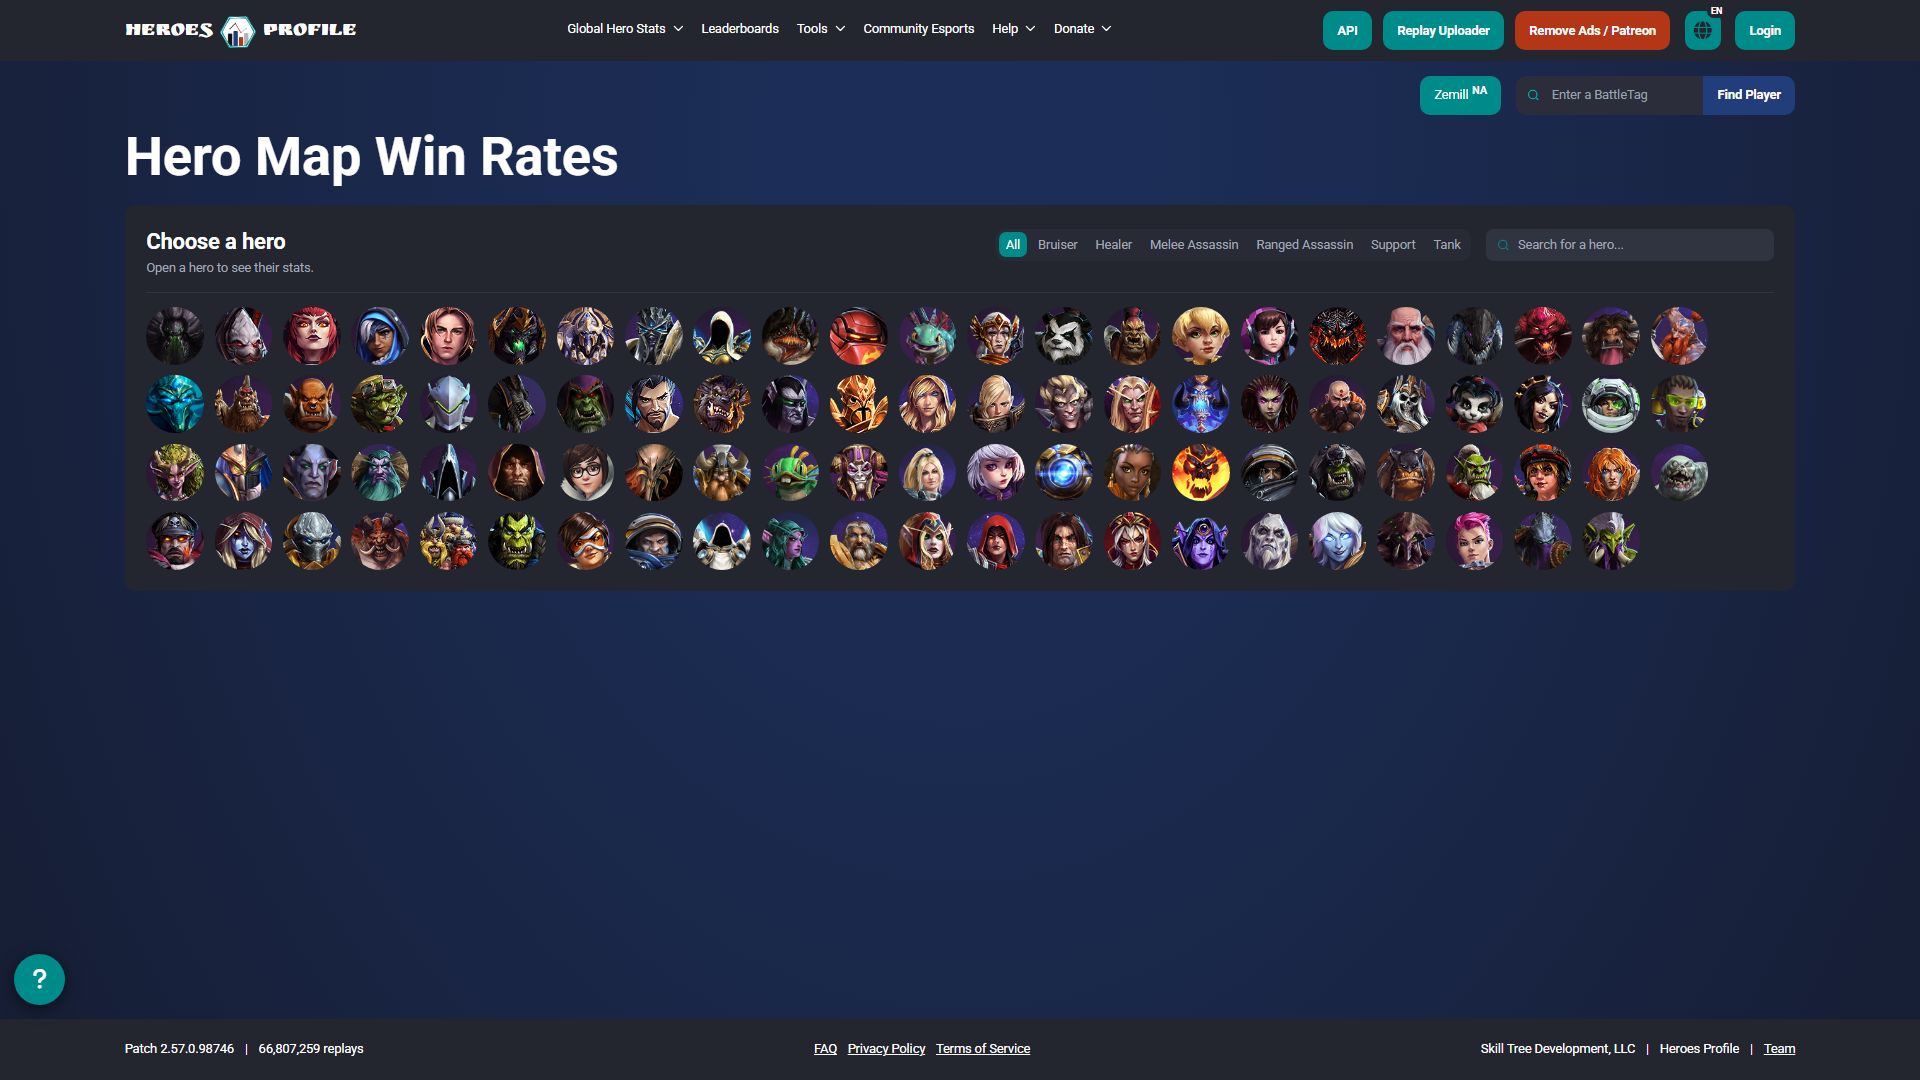 HEROES PROFILE
Global Hero Stats
Leaderboards
Tools
Community Esports
Help
Donate
API
Replay Uploader
Remove Ads / Patreon
EN
Login
Zemill NA
Enter a BattleTag
Find Player
Hero Map Win Rates
Choose a hero
Open a hero to see their stats.
All
Bruiser
Healer
Melee Assassin
Ranged Assassin
Support
Tank
Search for a hero...
?
Patch 2.57.0.98746 | 66,807,259 replays
FAQ Privacy Policy Terms of Service
Skill Tree Development, LLC | Heroes Profile | Team